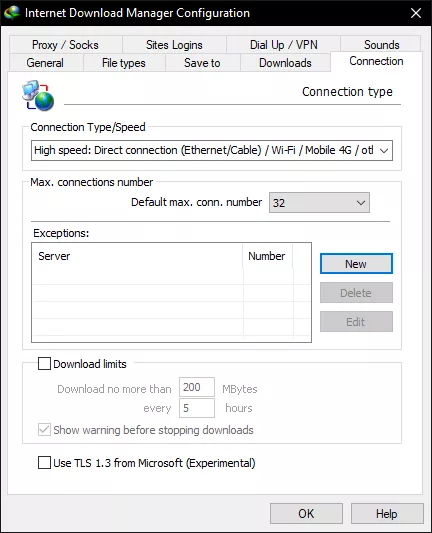 Internet Download Manager Configuration
Proxy / Socks Sites Logins Dial Up / VPN Sounds
General File types Save to Downloads Connection
Connection type
Connection Type/Speed
High speed: Direct connection (Ethernet/Cable) / Wi-Fi / Mobile 4G / otl
Max. connections number
Default max. conn. number 32
Exceptions:
Server Number
New
Delete
Edit
Download limits
Download no more than 200 MBytes
every 5 hours
Show warning before stopping downloads
Use TLS 1.3 from Microsoft (Experimental)
OK Help